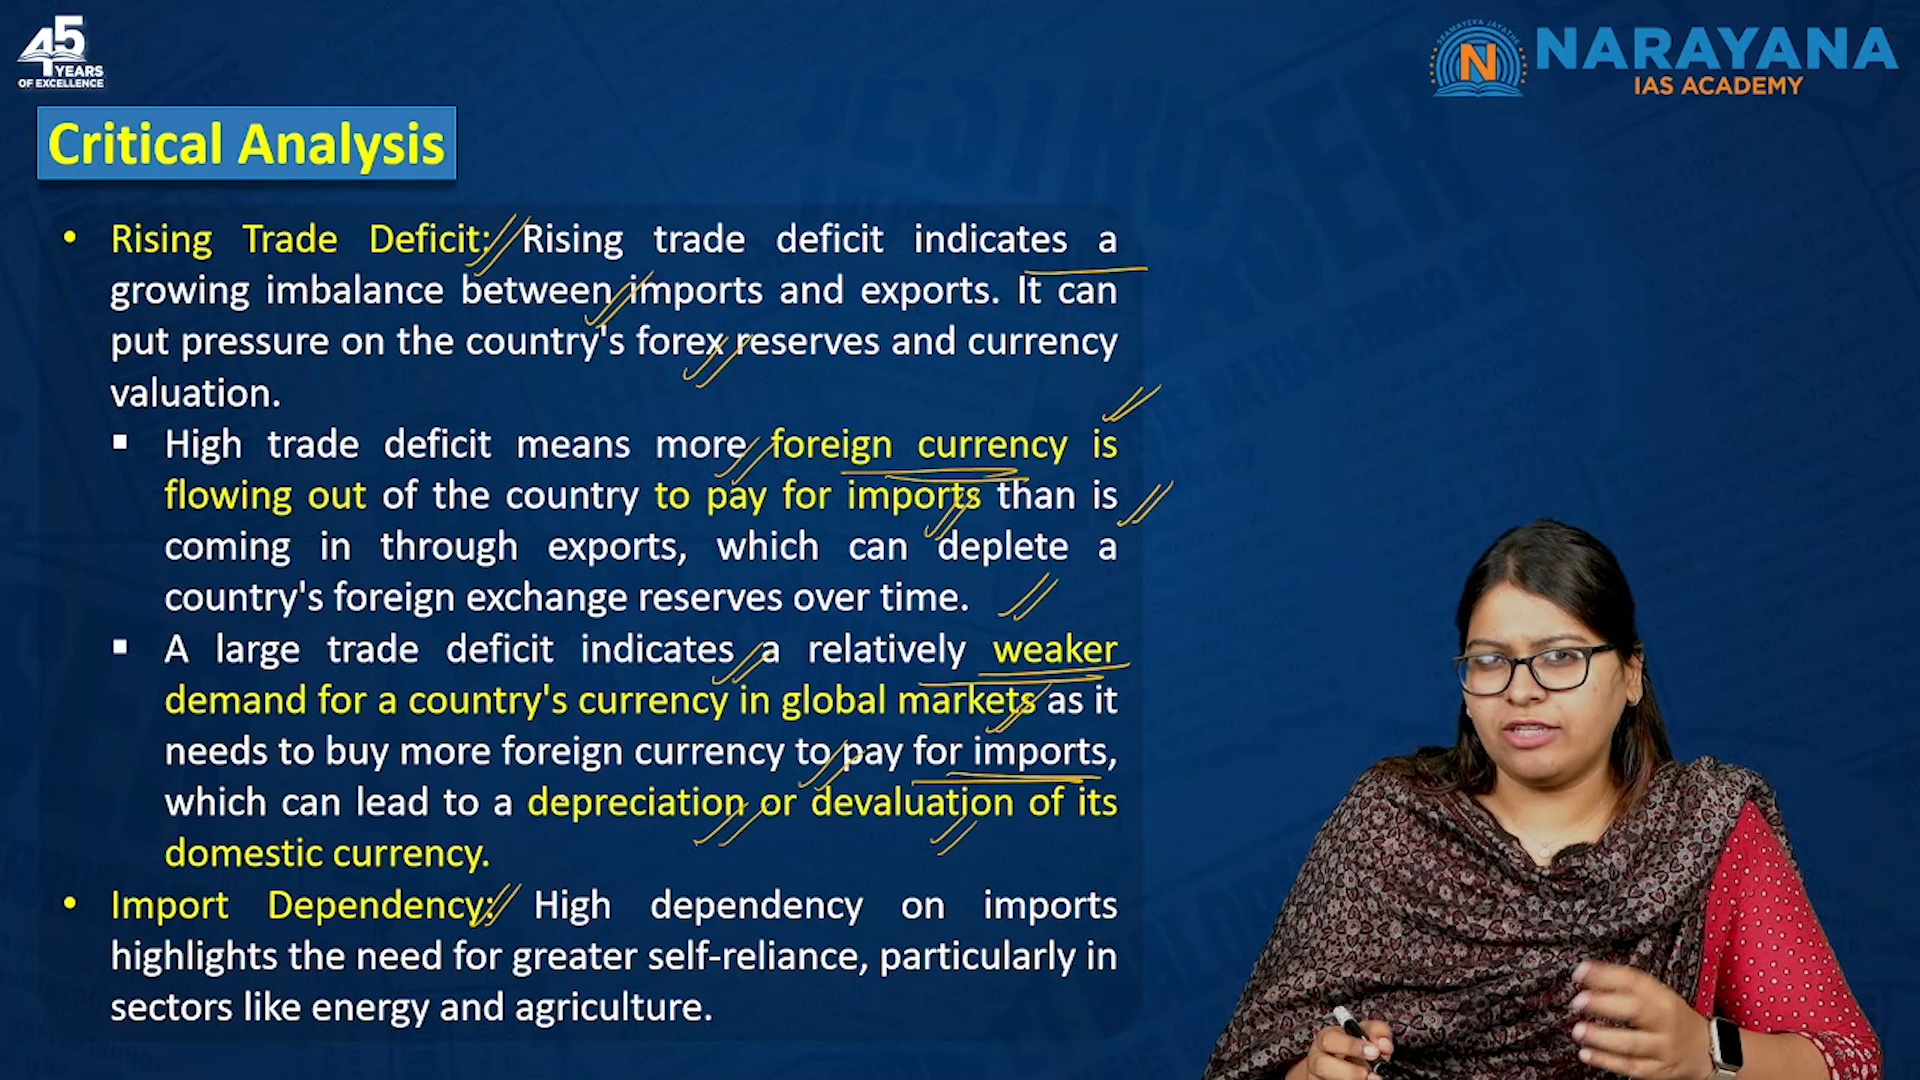 45
YEARS
OF EXCELLENCE
NARAYANA
IAS ACADEMY
N
Critical Analysis
• Rising Trade Deficit: Rising trade deficit indicates a
growing imbalance between imports and exports. It can
put pressure on the country's forex reserves and currency
valuation.
▪ High trade deficit means more foreign currency is
flowing out of the country to pay for imports than is
coming in through exports, which can deplete a
country's foreign exchange reserves over time.
▪ A large trade deficit indicates a relatively weaker
demand for a country's currency in global markets as it
needs to buy more foreign currency to pay for imports,
which can lead to a depreciation or devaluation of its
domestic currency.
• Import Dependency: High dependency on imports
highlights the need for greater self-reliance, particularly in
sectors like energy and agriculture.